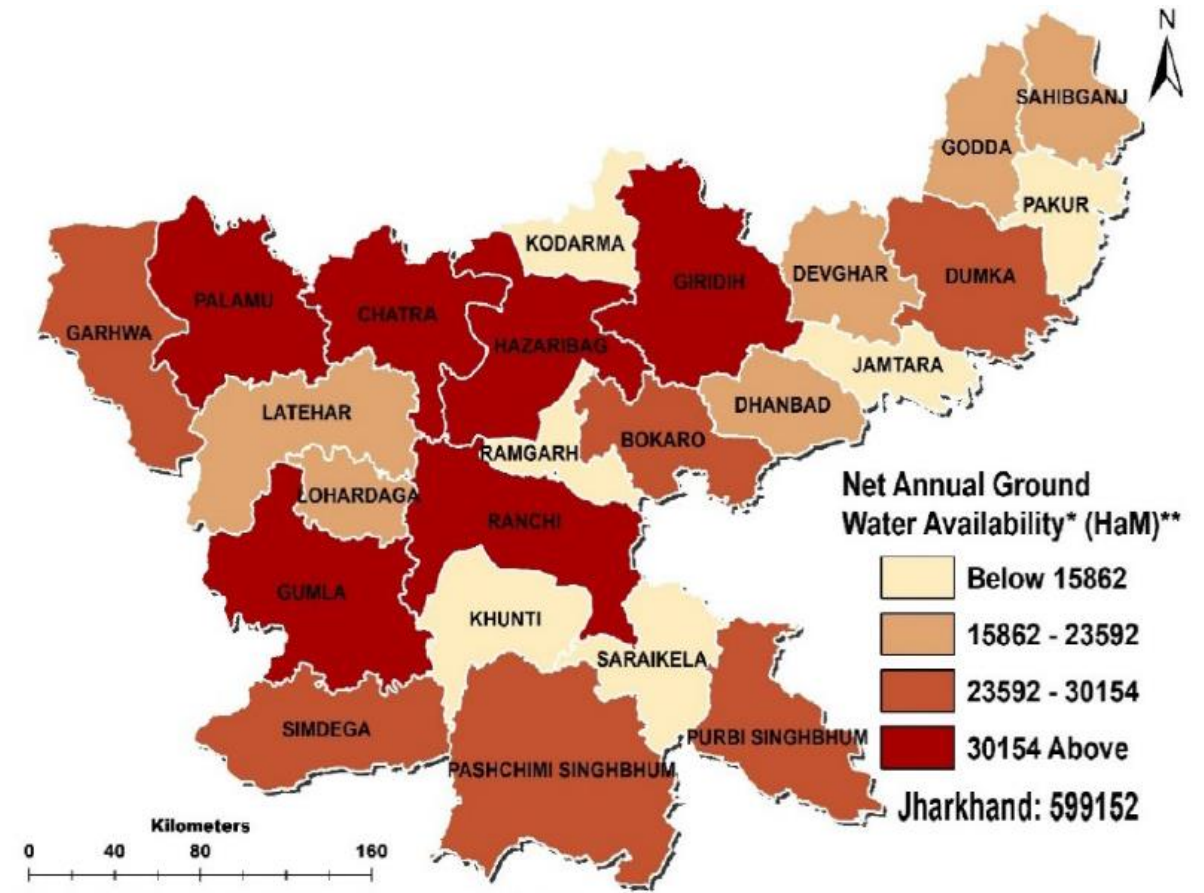 N
SAHIBGANJ
GODDA
PAKUR
KODARMA
DEVGHAR
DUMKA
GIRIDIH
PALAMU
CHATRA
GARHWA
HAZARIBAG
JAMTARA
LATEHAR
DHANBAD
BOKARO
RAMGARH
LOHARDAGA
RANCHI
GUMLA
KHUNTI
SARAIKELA
SIMDEGA
PURBI SINGHBHUM
PASHCHIMI SINGHBHUM
Net Annual Ground
Water Availability* (HaM)**
Below 15862
15862 - 23592
23592 - 30154
30154 Above
Jharkhand: 599152
Kilometers
0 40 80 160